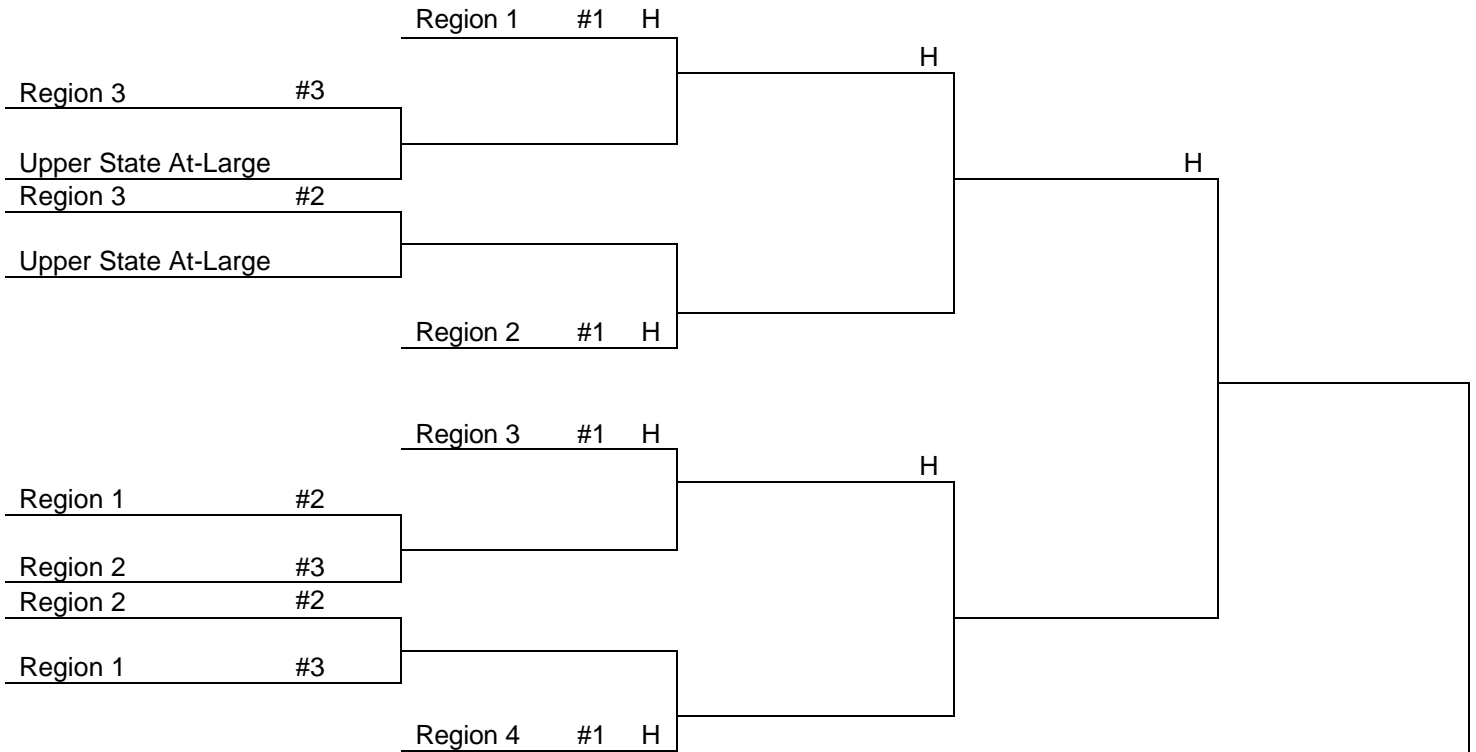 Region 1 #1 H
H
Region 3 #3
Upper State At-Large
H
Region 3 #2
Upper State At-Large
Region 2 #1 H
Region 3 #1 H
H
Region 1 #2
Region 2 #3
Region 2 #2
Region 1 #3
Region 4 #1 H